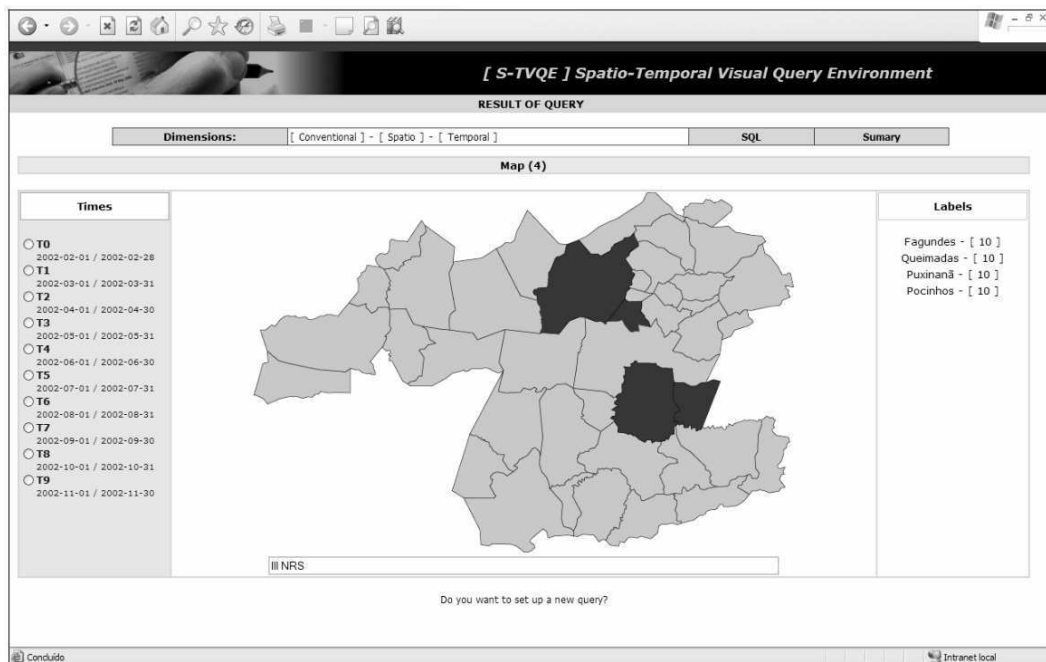 [ S-TVQE ] Spatio-Temporal Visual Query Environment
RESULT OF QUERY
Dimensions: [ Conventional ] - [ Spatio ] - [ Temporal ] SQL Sumary
Map (4)
Times
T0
2002-02-01 / 2002-02-28
T1
2002-03-01 / 2002-03-31
T2
2002-04-01 / 2002-04-30
T3
2002-05-01 / 2002-05-31
T4
2002-06-01 / 2002-06-30
T5
2002-07-01 / 2002-07-31
T6
2002-08-01 / 2002-08-31
T7
2002-09-01 / 2002-09-30
T8
2002-10-01 / 2002-10-31
T9
2002-11-01 / 2002-11-30
Labels
Fagundes - [ 10 ]
Queimadas - [ 10 ]
Puxinanã - [ 10 ]
Pocinhos - [ 10 ]
III NRS
Do you want to set up a new query?
Concluído
Intranet local